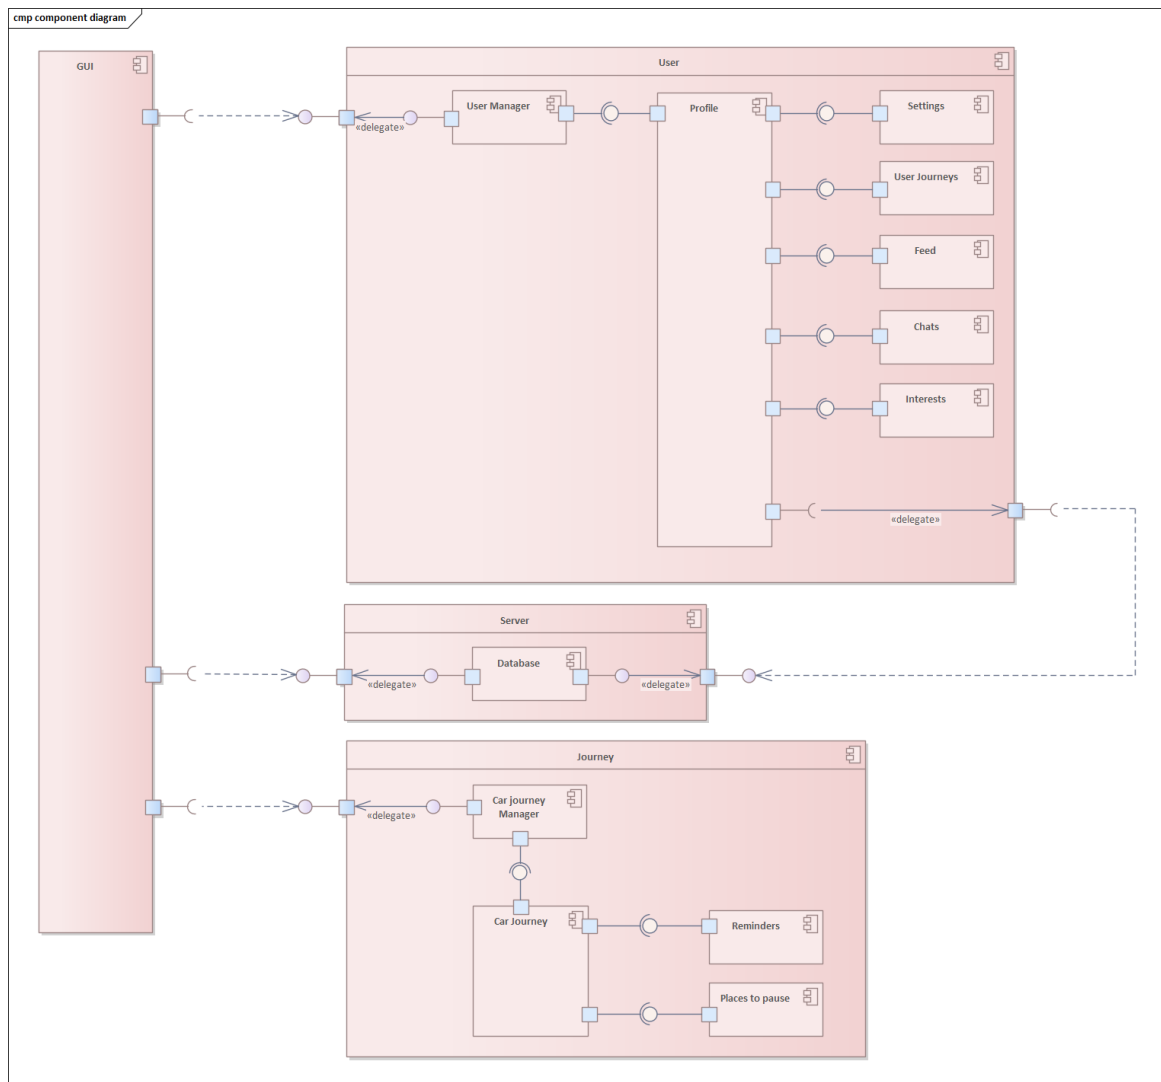 cmp component diagram
GUI
User
«delegate»
User Manager
Profile
Settings
User Journeys
Feed
Chats
Interests
«delegate»
Server
Database
«delegate»
«delegate»
Journey
Car journey
Manager
«delegate»
Car Journey
Reminders
Places to pause